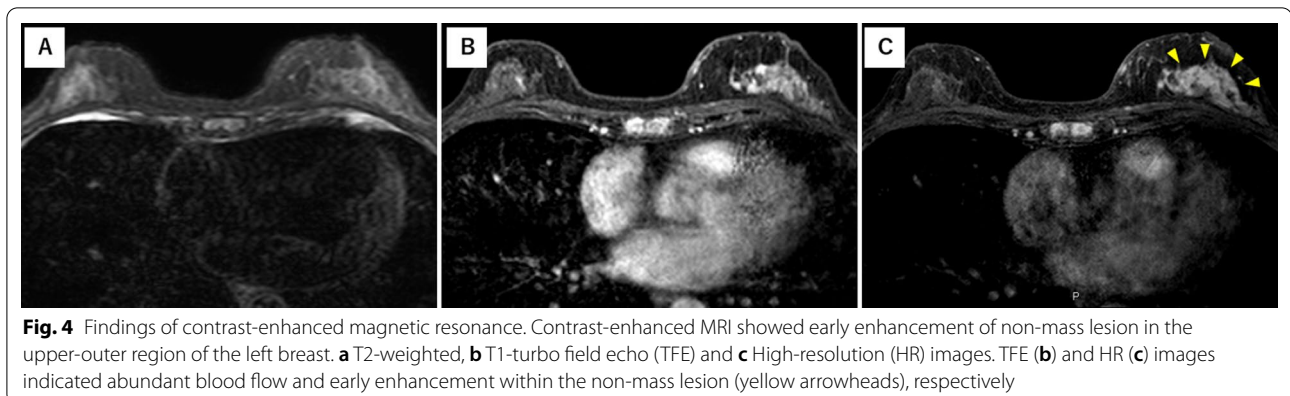 A
B
C
P
Fig. 4 Findings of contrast-enhanced magnetic resonance. Contrast-enhanced MRI showed early enhancement of non-mass lesion in the
upper-outer region of the left breast. a T2-weighted, b T1-turbo field echo (TFE) and c High-resolution (HR) images. TFE (b) and HR (c) images
indicated abundant blood flow and early enhancement within the non-mass lesion (yellow arrowheads), respectively